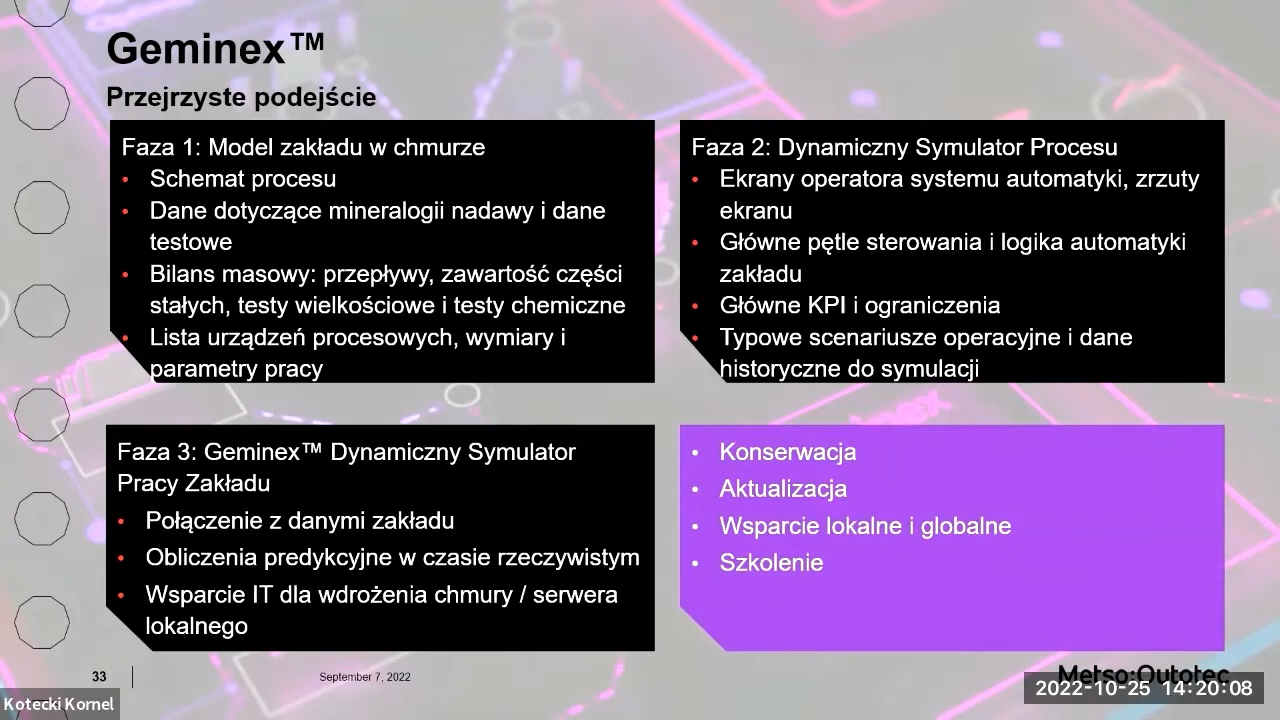 Geminex™
Przejrzyste podejście
Faza 1: Model zakładu w chmurze
• Schemat procesu
• Dane dotyczące mineralogii nadawy i dane
testowe
• Bilans masowy: przepływy, zawartość części
stałych, testy wielkościowe i testy chemiczne
• Lista urządzeń procesowych, wymiary i
parametry pracy
Faza 2: Dynamiczny Symulator Procesu
• Ekrany operatora systemu automatyki, zrzuty
ekranu
• Główne pętle sterowania i logika automatyki
zakładu
• Główne KPI i ograniczenia
• Typowe scenariusze operacyjne i dane
historyczne do symulacji
Faza 3: Geminex™ Dynamiczny Symulator
Pracy Zakładu
• Połączenie z danymi zakładu
• Obliczenia predykcyjne w czasie rzeczywistym
• Wsparcie IT dla wdrożenia chmury / serwera
lokalnego
• Konserwacja
• Aktualizacja
• Wsparcie lokalne i globalne
• Szkolenie
33
September 7, 2022
Metso:Outotec
2022-10-25 14:20:08
Kotecki Kornel